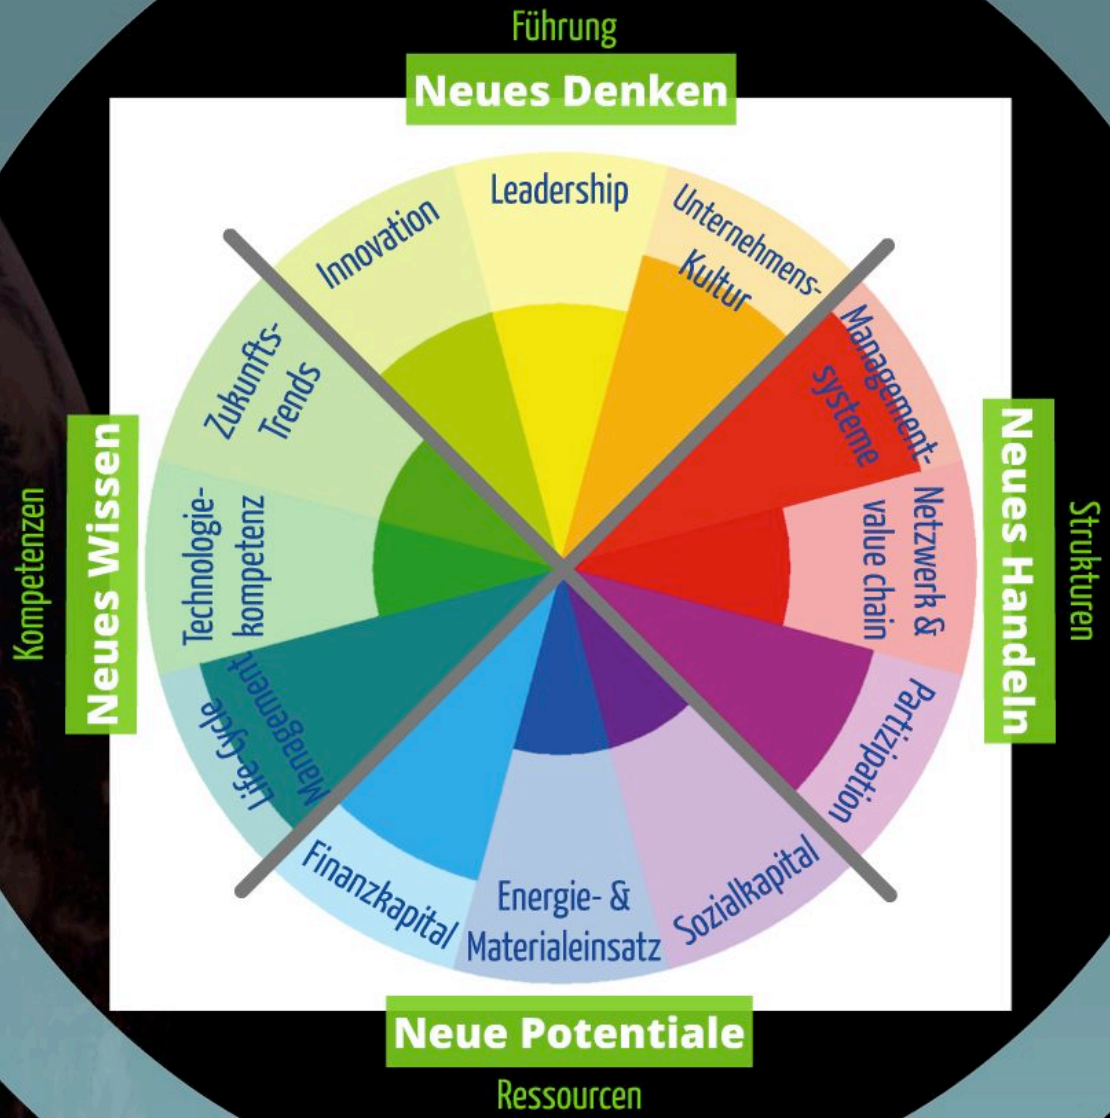 Führung
Neues Denken
Leadership
Unternehmens-
Kultur
Management-
systeme
Netzwerk &
value chain
Partizipation
Sozialkapital
Energie- &
Materialeinsatz
Finanzkapital
Life-Cycle
Management
Technologie-
kompetenz
Zukunfts-
Trends
Innovation
Neues Handeln
Strukturen
Neue Potentiale
Ressourcen
Neues Wissen
Kompetenzen